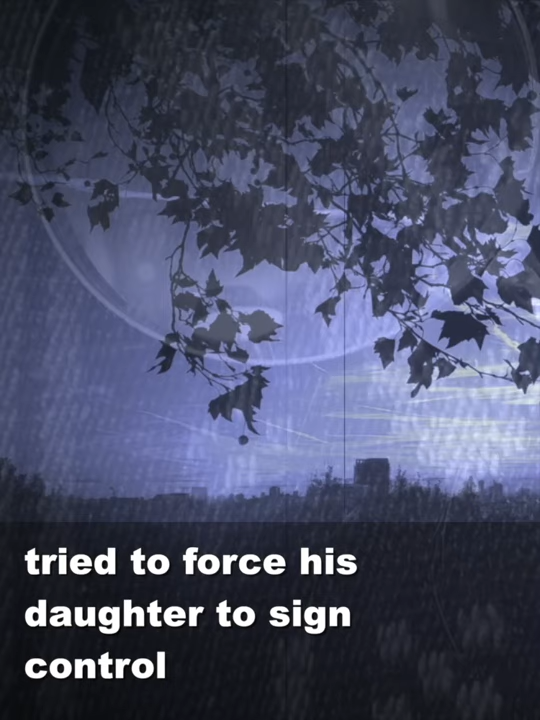 tried to force his
daughter to sign
control